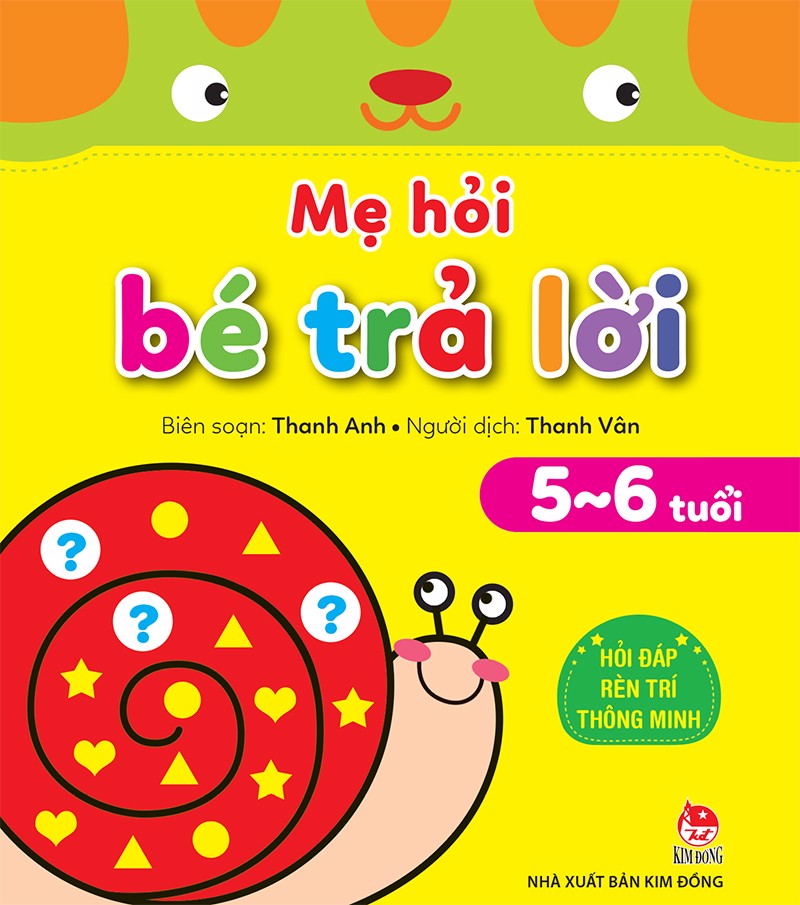 Mẹ hỏi
bé trả lời
Biên soạn: Thanh Anh • Người dịch: Thanh Vân
5~6 tuổi
?
?
?
HỎI ĐÁP
RÈN TRÍ
THÔNG MINH
KIM ĐỒNG
NHÀ XUẤT BẢN KIM ĐỒNG